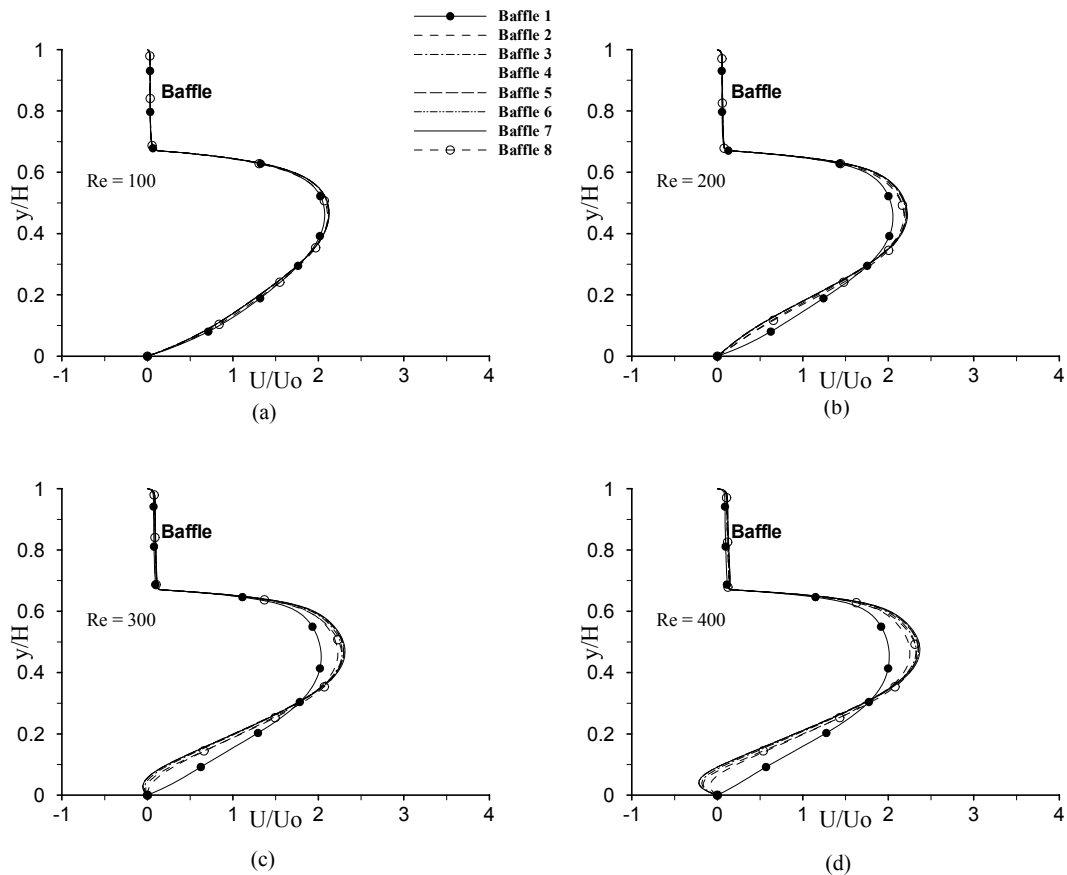 Baffle 1
Baffle 2
Baffle 3
Baffle 4
Baffle 5
Baffle 6
Baffle 7
Baffle 8
1
0.8
0.6
0.4
0.2
0
y/H
Baffle
Re = 100
-1 0 1 2 3 4
U/Uo
(a)
1
0.8
0.6
0.4
0.2
0
y/H
Baffle
Re = 200
-1 0 1 2 3 4
U/Uo
(b)
1
0.8
0.6
0.4
0.2
0
y/H
Baffle
Re = 300
-1 0 1 2 3 4
U/Uo
(c)
1
0.8
0.6
0.4
0.2
0
y/H
Baffle
Re = 400
-1 0 1 2 3 4
U/Uo
(d)